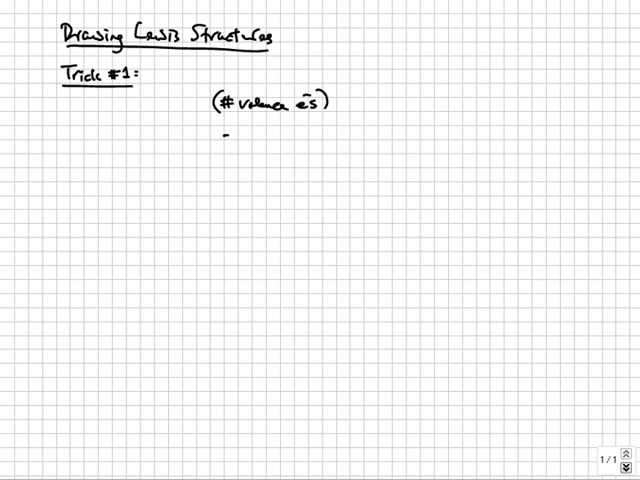 Drawing Lewis Structures
Trick #1:
(# valence e⁻s)
-
1 / 1